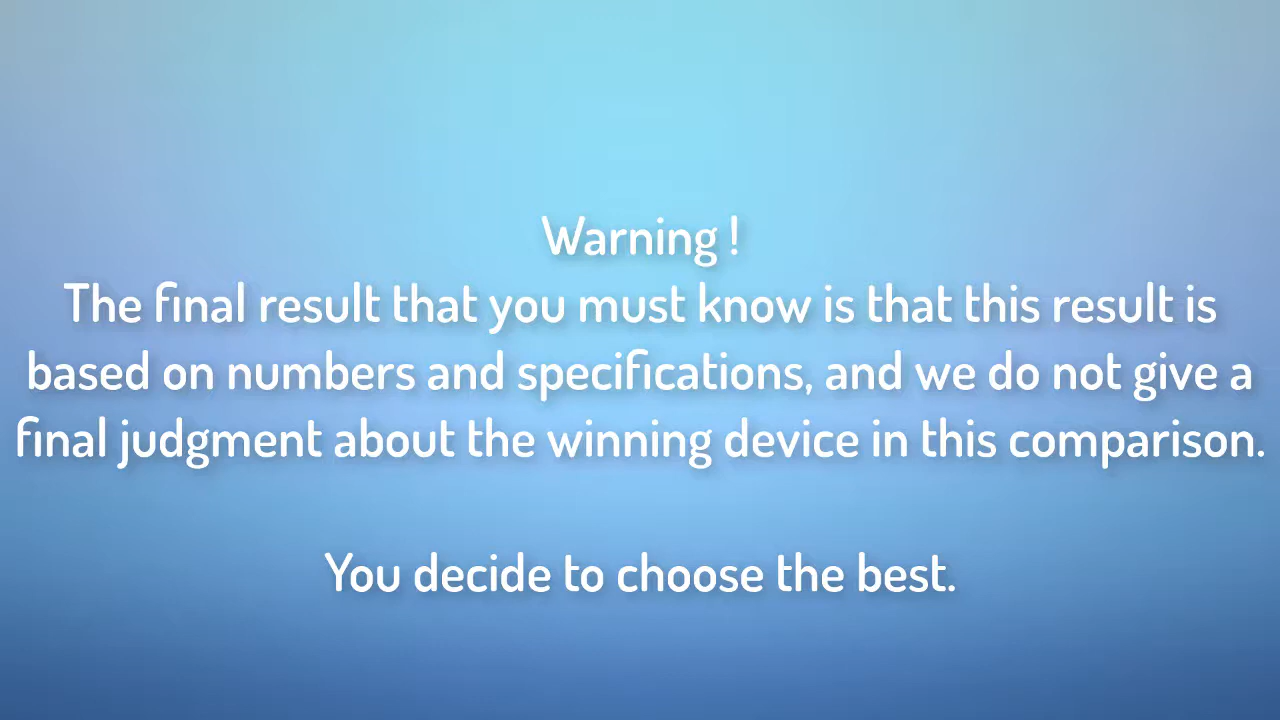 Warning !
The final result that you must know is that this result is
based on numbers and specifications, and we do not give a
final judgment about the winning device in this comparison.
You decide to choose the best.